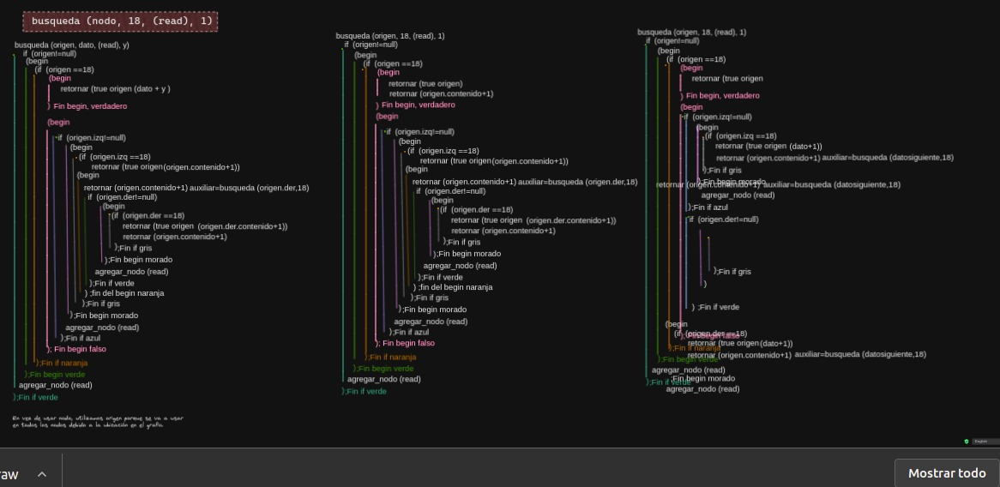 busqueda (nodo, 18, (read), 1)
busqueda (origen, dato, (read), y)
if (origen!=null)
(begin
(if (origen ==18)
(begin
retornar (true origen (dato + y )
} Fin begin, verdadero
(begin
if (origen.izq!=null)
(begin
(if (origen.izq ==18)
retornar (true origen(origen.contenido+1))
(begin
retornar (origen.contenido+1) auxiliar=busqueda (origen.der,18)
if (origen.der!=null)
(begin
(if (origen.der ==18)
retornar (true origen (origen.der.contenido+1))
retornar (origen.contenido+1)
);Fin if gris
);Fin begin morado
agregar_nodo (read)
);Fin if verde
) ;fin del begin naranja
);Fin if gris
);Fin begin morado
agregar_nodo (read)
);Fin if azul
); Fin begin falso
);Fin if naranja
);Fin begin verde
agregar_nodo (read)
);Fin if verde
En vez de usar nodo, utilizamos origen porque se va a usar
en todos los nodos debido a la ubicación en el grafo.
busqueda (origen, 18, (read), 1)
if (origen!=null)
(begin
(if (origen ==18)
(begin
retornar (true origen)
retornar (origen.contenido+1)
) Fin begin, verdadero
(begin
if (origen.izq!=null)
(begin
(if (origen.izq ==18)
retornar (true origen(origen.contenido+1))
(begin
retornar (origen.contenido+1) auxiliar=busqueda (origen.der,18)
if (origen.der!=null)
(begin
(if (origen.der ==18)
retornar (true origen (origen.der.contenido+1))
retornar (origen.contenido+1)
);Fin if gris
);Fin begin morado
agregar_nodo (read)
);Fin if verde
) ;fin del begin naranja
);Fin if gris
);Fin begin morado
agregar_nodo (read)
);Fin if azul
); Fin begin falso
);Fin if naranja
);Fin begin verde
agregar_nodo (read)
);Fin if verde
busqueda (origen, 18, (read), 1)
if (origen!=null)
(begin
(if (origen ==18)
(begin
retornar (true origen
) Fin begin, verdadero
(begin
if (origen.izq!=null)
(begin
(if (origen.izq ==18)
retornar (true origen (dato+1))
retornar (origen.contenido+1) auxiliar=busqueda (datosiguiente,18)
);Fin if gris
);Fin begin morado
retornar (origen.contenido+1) auxiliar=busqueda (datosiguiente,18)
agregar_nodo (read)
);Fin if azul
if (origen.der!=null)
);Fin if gris
)
) ;Fin if verde
(begin
(if (origen.der ==18)
); Fin begin falso
retornar (true origen(dato+1))
);Fin if naranja
retornar (origen.contenido+1) auxiliar=busqueda (datosiguiente,18)
);Fin begin verde
agregar_nodo (read)
);Fin begin morado
);Fin if verde
agregar_nodo (read)
English
raw
Mostrar todo